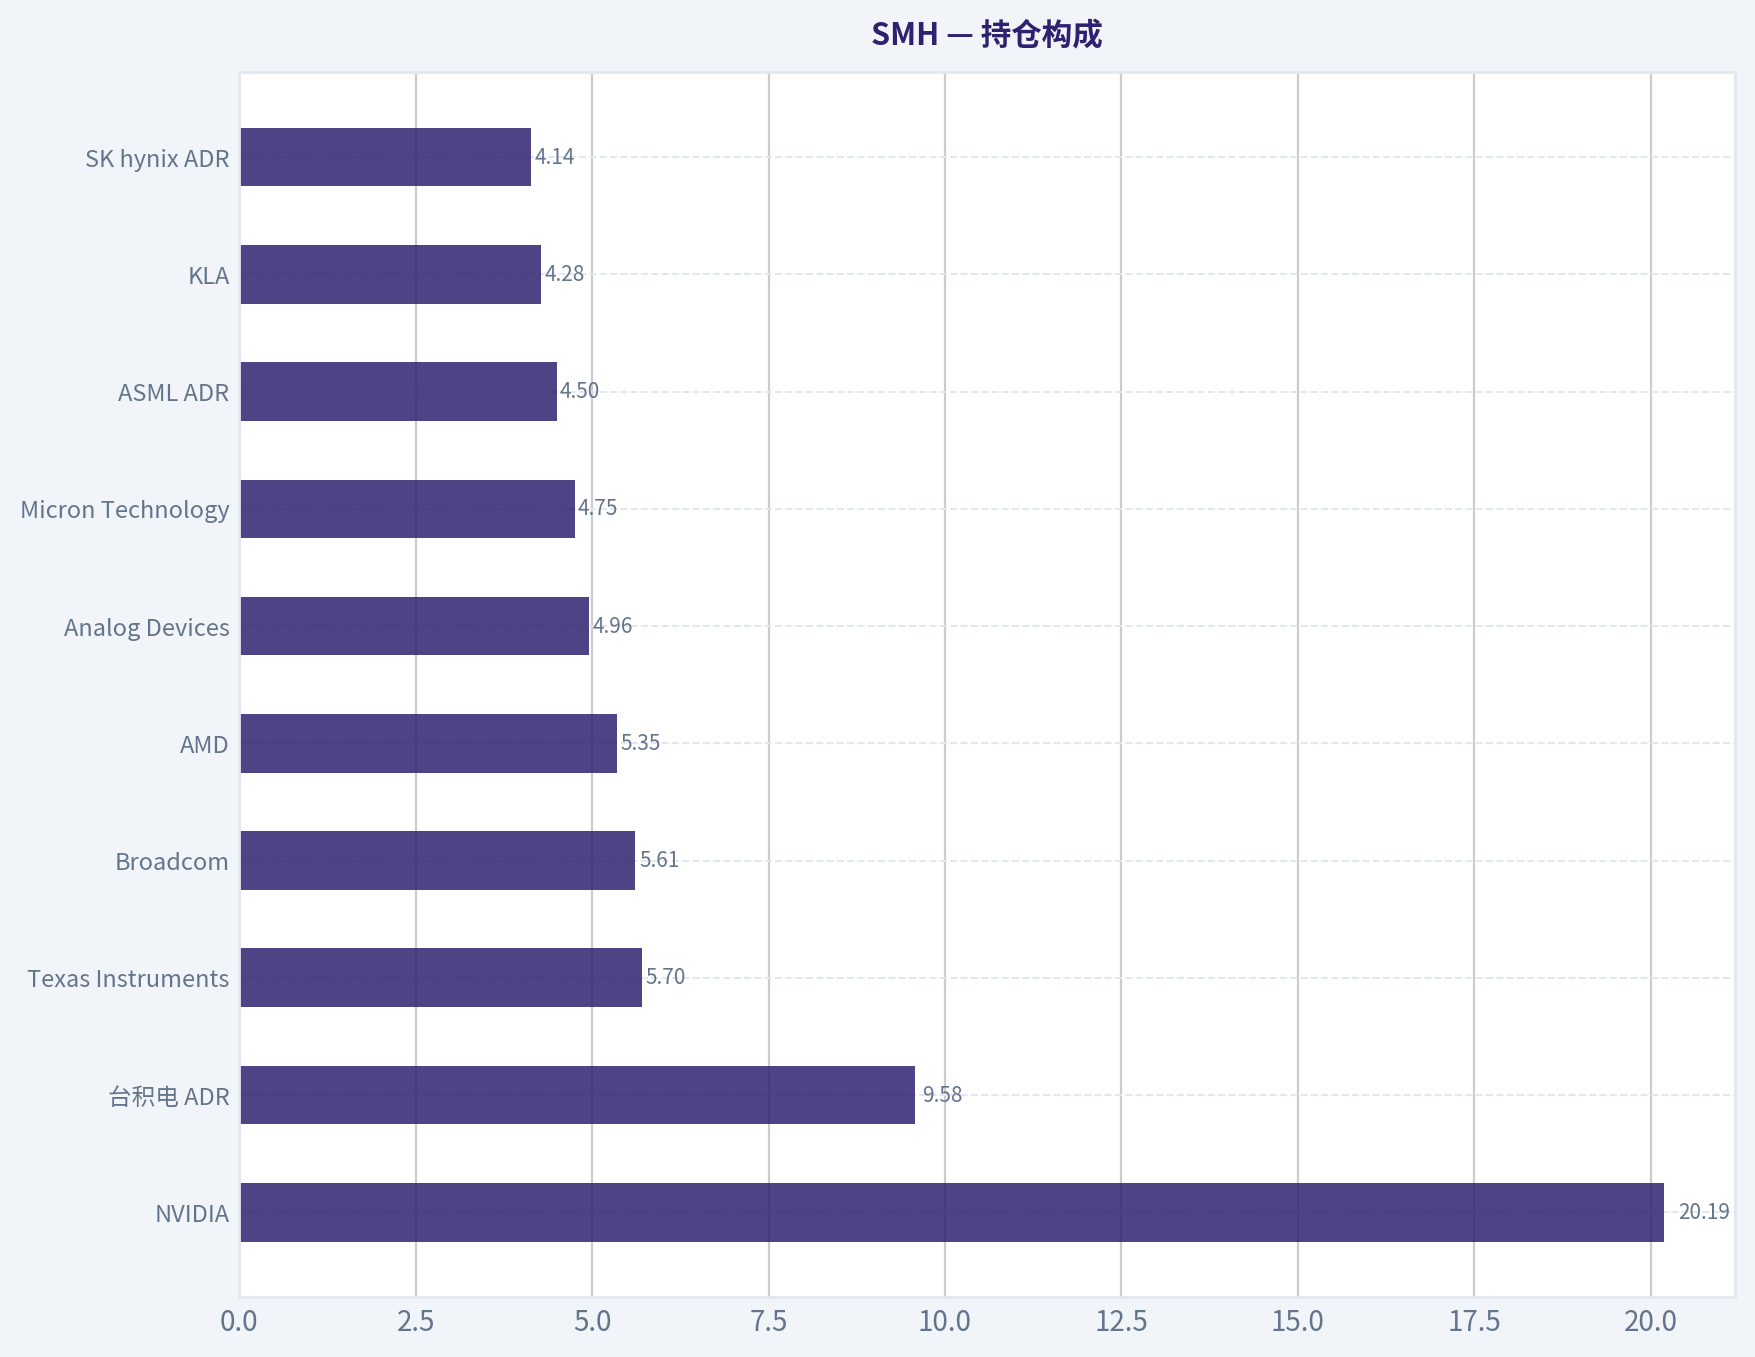 SMH — 持仓构成
SK hynix ADR 4.14
KLA 4.28
ASML ADR 4.50
Micron Technology 4.75
Analog Devices 4.96
AMD 5.35
Broadcom 5.61
Texas Instruments 5.70
台积电 ADR 9.58
NVIDIA 20.19
0.0 2.5 5.0 7.5 10.0 12.5 15.0 17.5 20.0